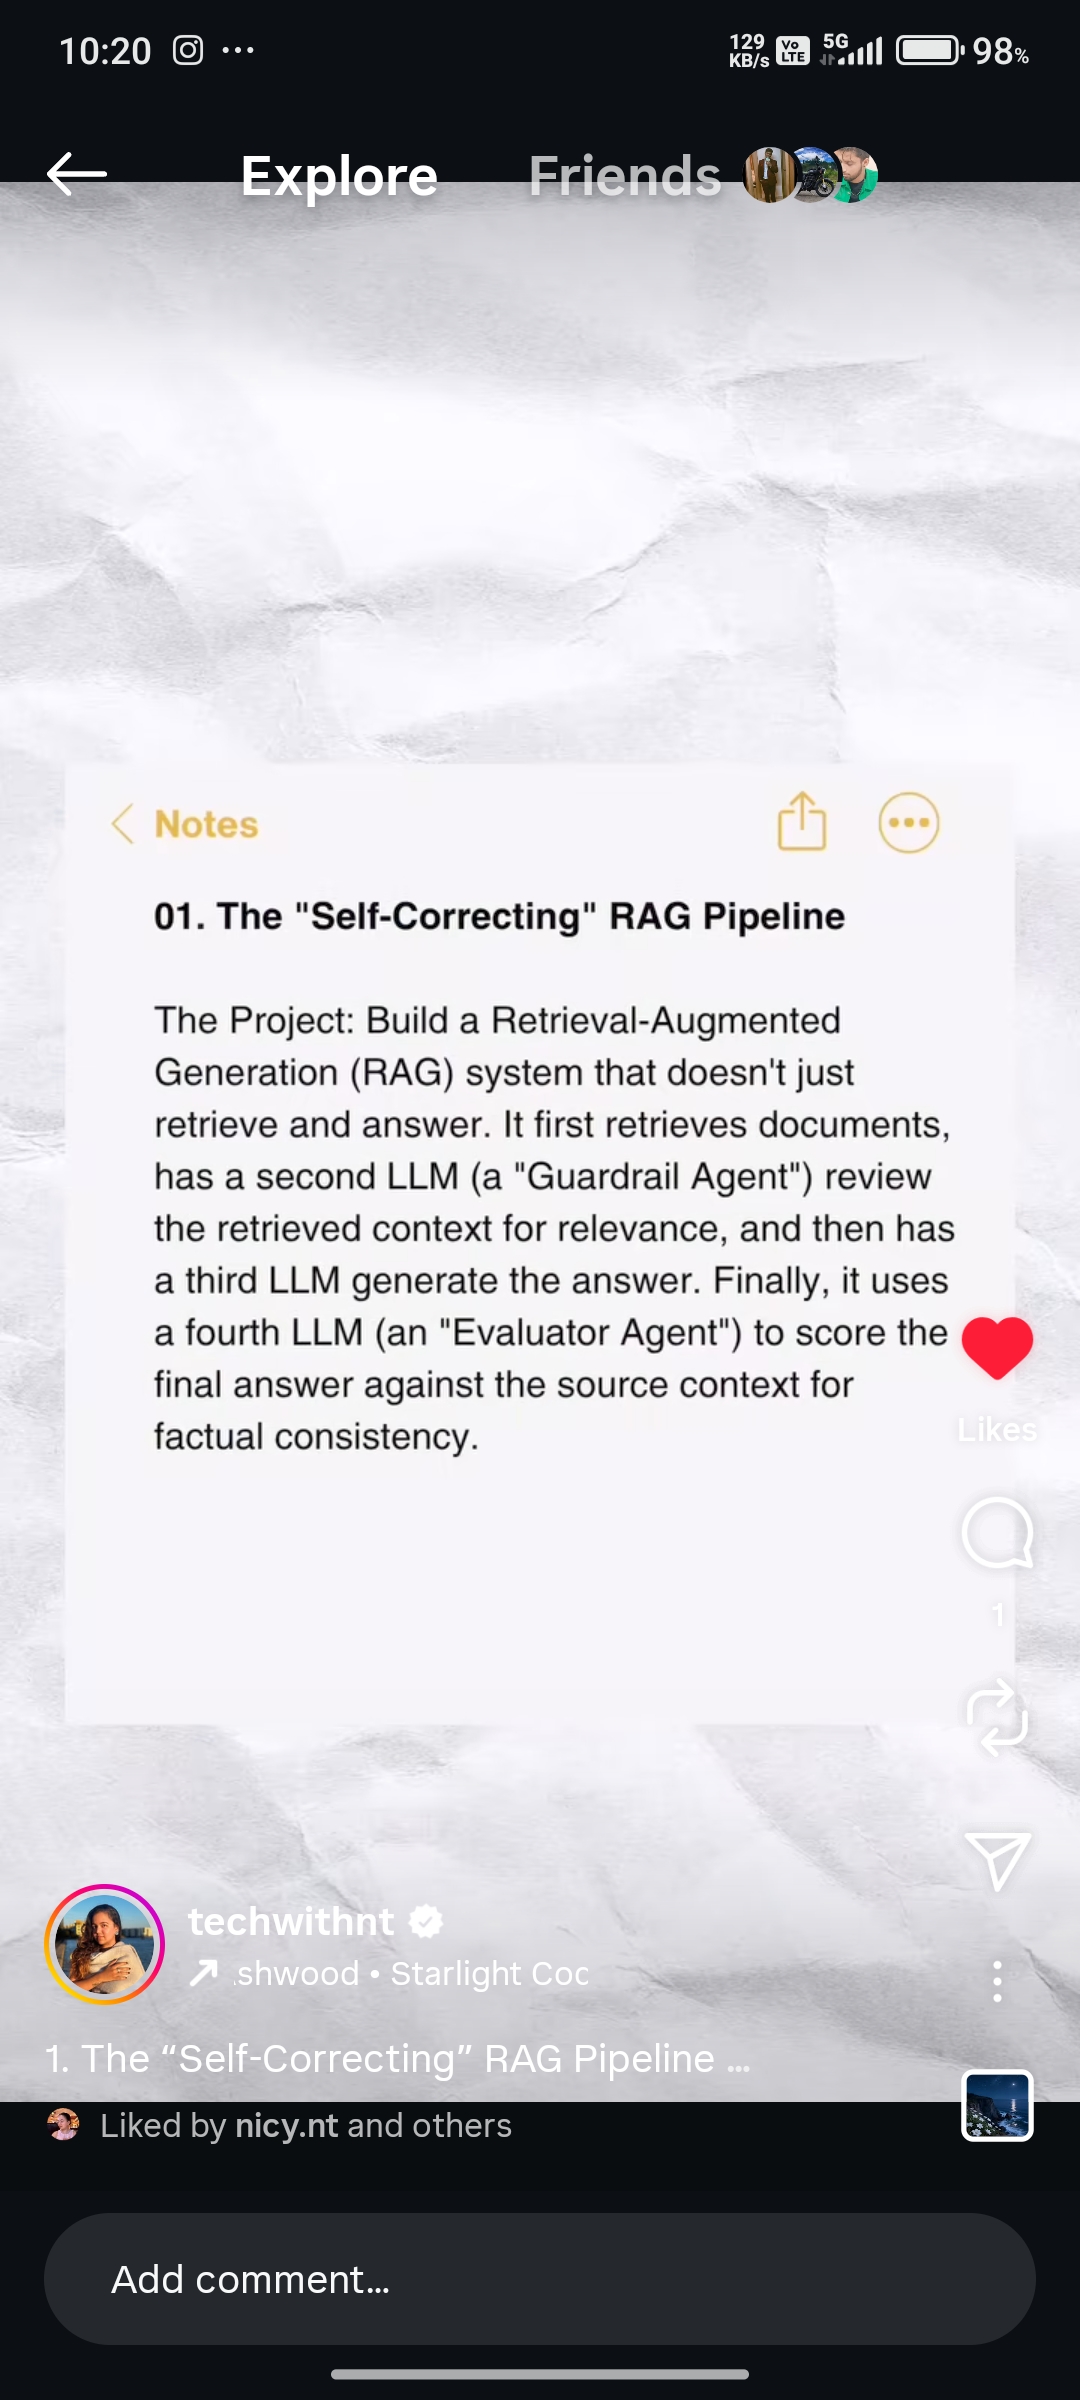 10:20
129 KB/s Vo LTE 5G 98%
Explore Friends
Notes
01. The "Self-Correcting" RAG Pipeline
The Project: Build a Retrieval-Augmented
Generation (RAG) system that doesn't just
retrieve and answer. It first retrieves documents,
has a second LLM (a "Guardrail Agent") review
the retrieved context for relevance, and then has
a third LLM generate the answer. Finally, it uses
a fourth LLM (an "Evaluator Agent") to score the
final answer against the source context for
factual consistency.
Likes
1
techwithnt
shwood • Starlight Coc
1. The “Self-Correcting” RAG Pipeline ...
Liked by nicy.nt and others
Add comment...